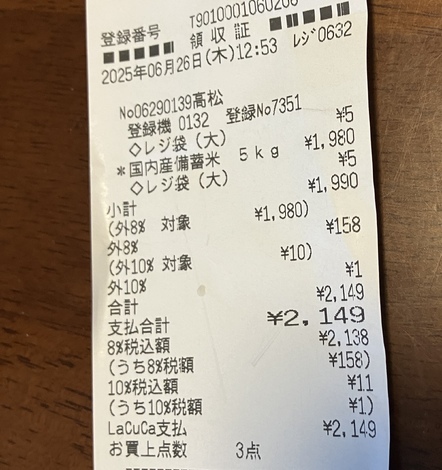 登録番号 T9010001060208
領収証
2025年06月26日(木)12:53 レジ0632
No06290139高松
登録機 0132 登録No7351
◇レジ袋(大) ¥5
*国内産備蓄米 5kg ¥1,980
◇レジ袋(大) ¥5
小計 ¥1,990
(外8% 対象 ¥1,980)
外8% ¥158
(外10% 対象 ¥10)
外10% ¥1
合計 ¥2,149
支払合計 ¥2,149
8%税込額 ¥2,138
(うち8%税額 ¥158)
10%税込額 ¥11
(うち10%税額 ¥1)
LaCuCa支払 ¥2,149
お買上点数 3点